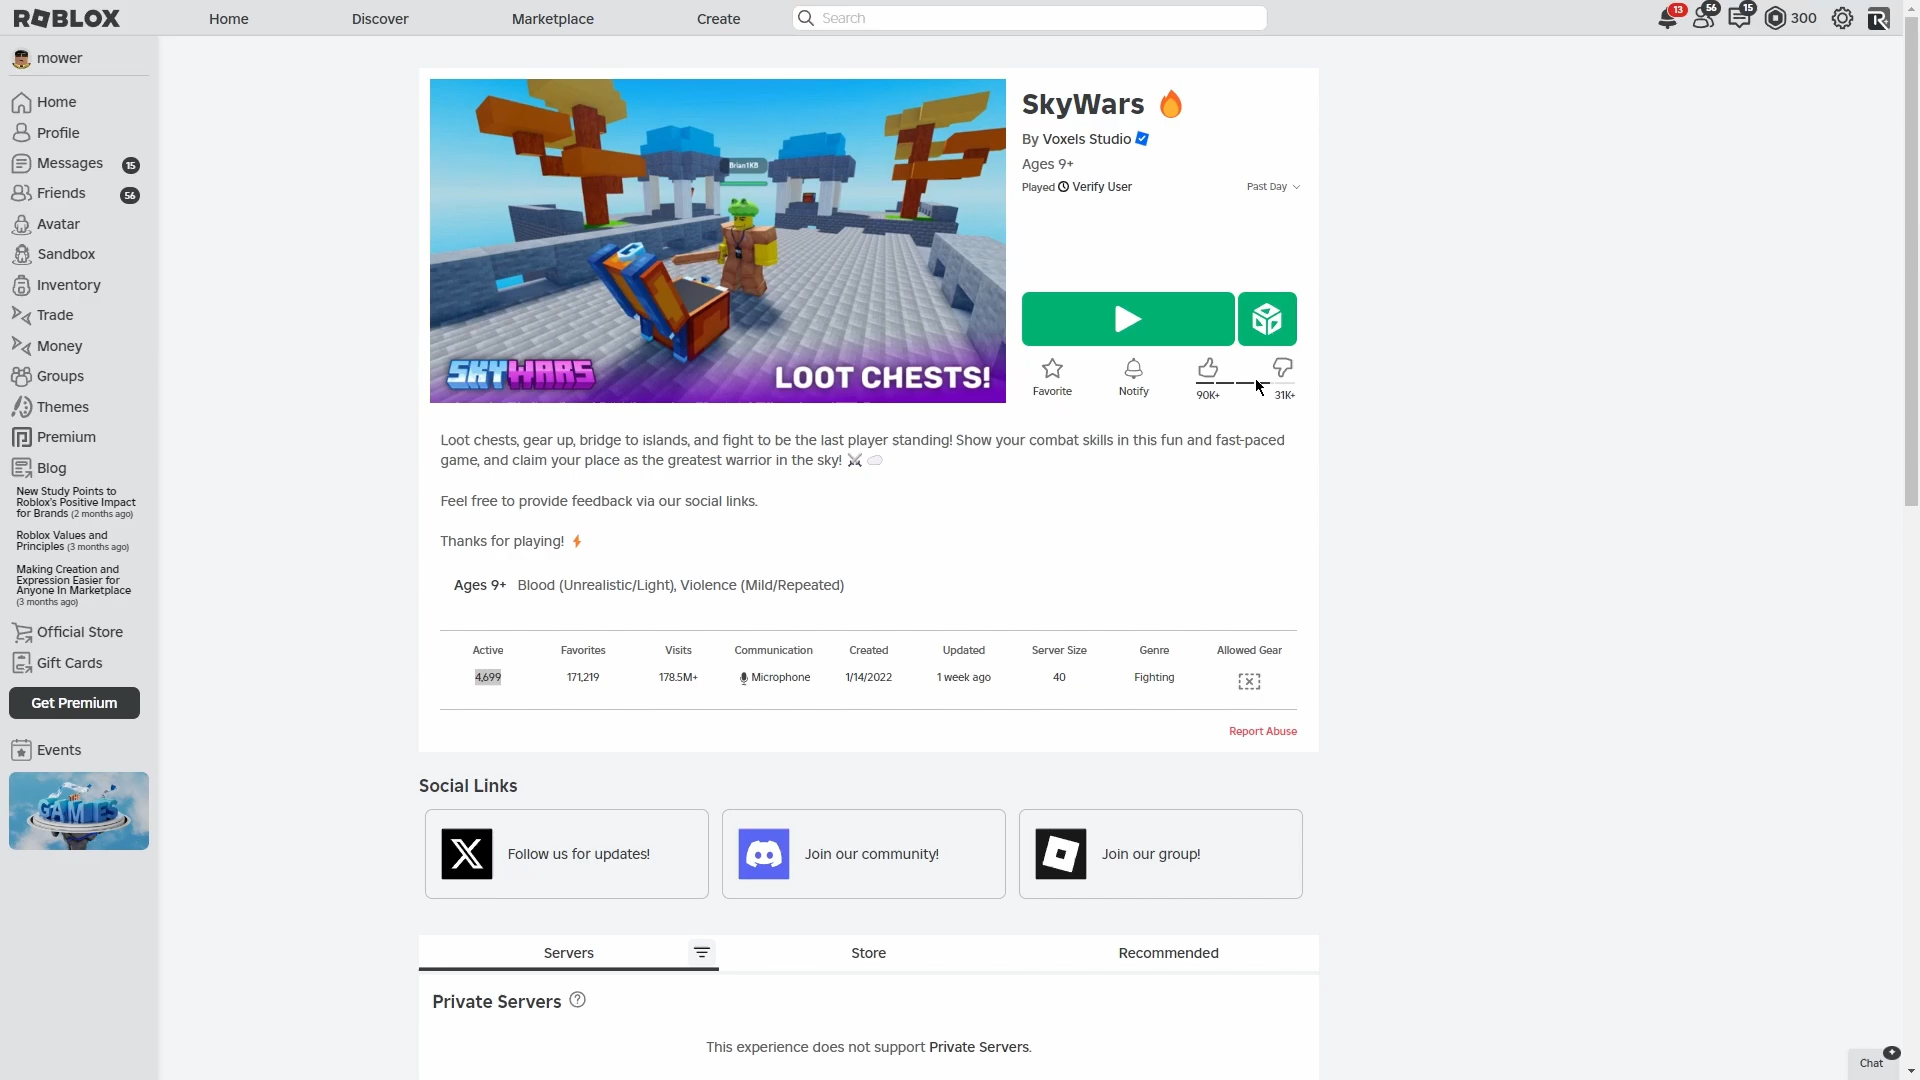 ROBLOX
Home
Discover
Marketplace
Create
Search
13
56
15
300
mower
Home
Profile
Messages
15
Friends
56
Avatar
Sandbox
Inventory
Trade
Money
Groups
Themes
Premium
Blog
New Study Points to
Roblox's Positive Impact
for Brands (2 months ago)
Roblox Values and
Principles (3 months ago)
Making Creation and
Expression Easier for
Anyone In Marketplace
(3 months ago)
Official Store
Gift Cards
Get Premium
Events
THE
GAMES
Brian1KB
SKYWARS
LOOT CHESTS!
SkyWars 🔥
By Voxels Studio
Ages 9+
Played Verify User
Past Day
Favorite
Notify
90K+
31K+
Loot chests, gear up, bridge to islands, and fight to be the last player standing! Show your combat skills in this fun and fast-paced
game, and claim your place as the greatest warrior in the sky! ⚔️ ☁️
Feel free to provide feedback via our social links.
Thanks for playing! ⚡
Ages 9+ Blood (Unrealistic/Light), Violence (Mild/Repeated)
Active Favorites Visits Communication Created Updated Server Size Genre Allowed Gear
4,699 171,219 178.5M+ Microphone 1/14/2022 1 week ago 40 Fighting
Report Abuse
Social Links
Follow us for updates!
Join our community!
Join our group!
Servers
Store
Recommended
Private Servers
This experience does not support Private Servers.
Chat